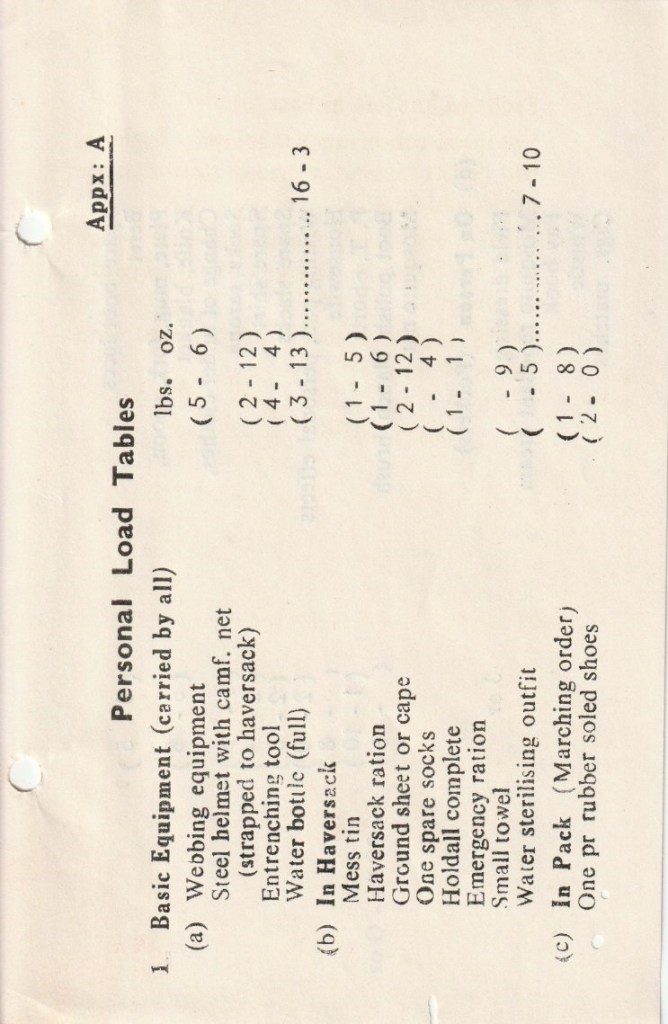 Appx: A
Personal Load Tables
lbs. oz.
1. Basic Equipment (carried by all)
(a) Webbing equipment (5 - 6)
Steel helmet with camf. net
(strapped to haversack) (2 - 12)
Entrenching tool (4 - 4)
Water bottle (full) (3 - 13)............... 16 - 3
(b) In Haversack
Mess tin (1 - 5)
Haversack ration (1 - 6)
Ground sheet or cape (2 - 12)
One spare socks ( - 4)
Holdall complete (1 - 1)
Emergency ration
Small towel ( - 9)
Water sterilising outfit ( - 5)............... 7 - 10
(c) In Pack (Marching order) (1 - 8)
One pr rubber soled shoes (2 - 0)